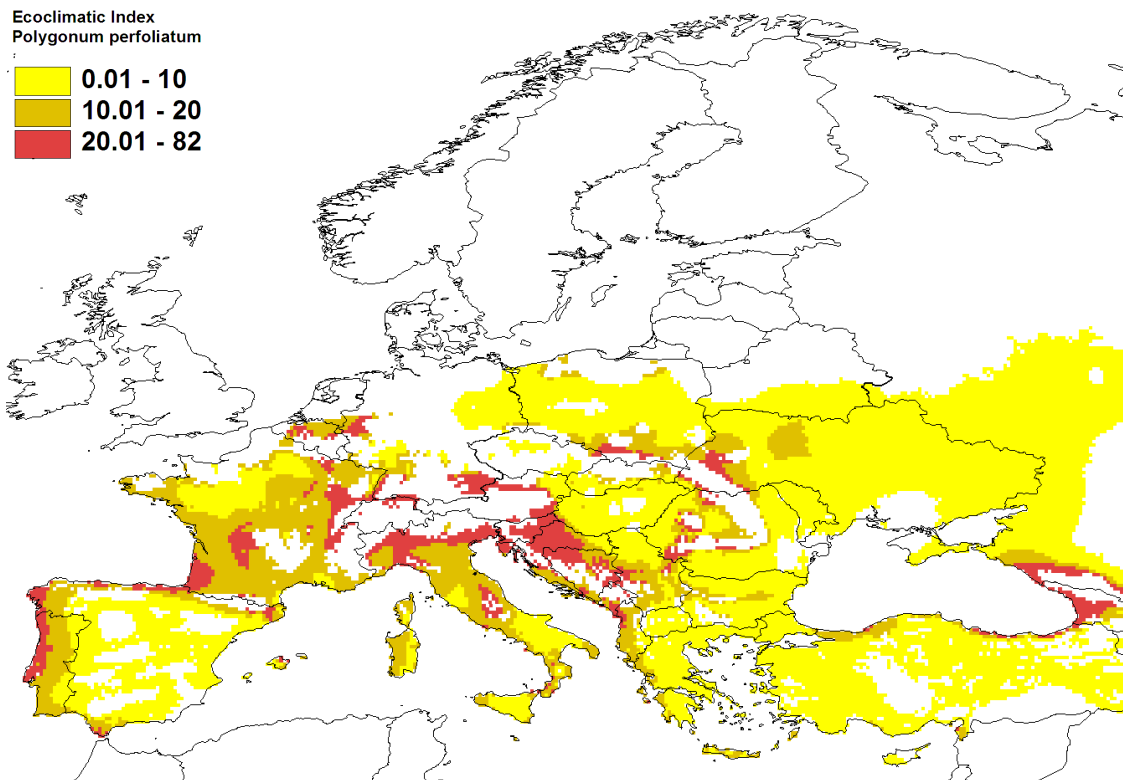 Ecoclimatic Index
Polygonum perfoliatum
0.01 - 10
10.01 - 20
20.01 - 82